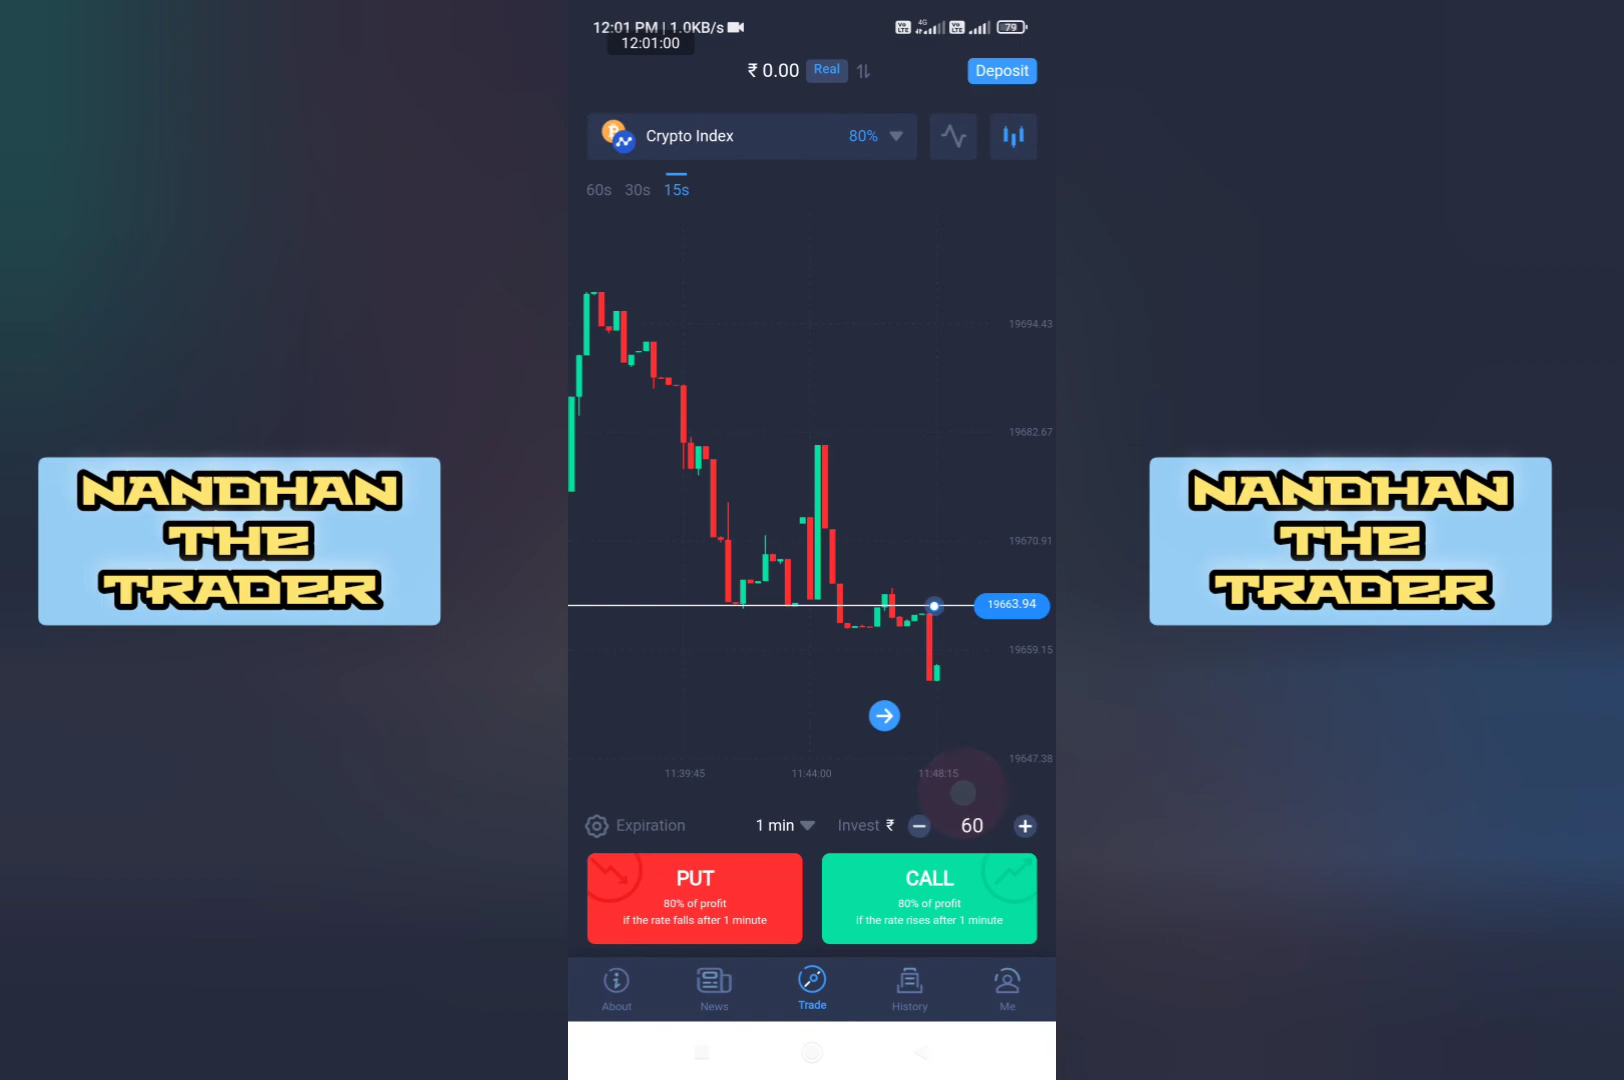 12:01 PM | 1.0KB/s
4G
79
12:01:00
₹ 0.00 Real Deposit
Crypto Index 80%
60s 30s 15s
19694.43
19682.67
19670.91
19663.94
19659.15
19647.38
11:39:45 11:44:00 11:48:15
Expiration 1 min Invest ₹ 60
PUT
80% of profit
if the rate falls after 1 minute
CALL
80% of profit
if the rate rises after 1 minute
About News Trade History Me
NANDHAN
THE
TRADER
NANDHAN
THE
TRADER